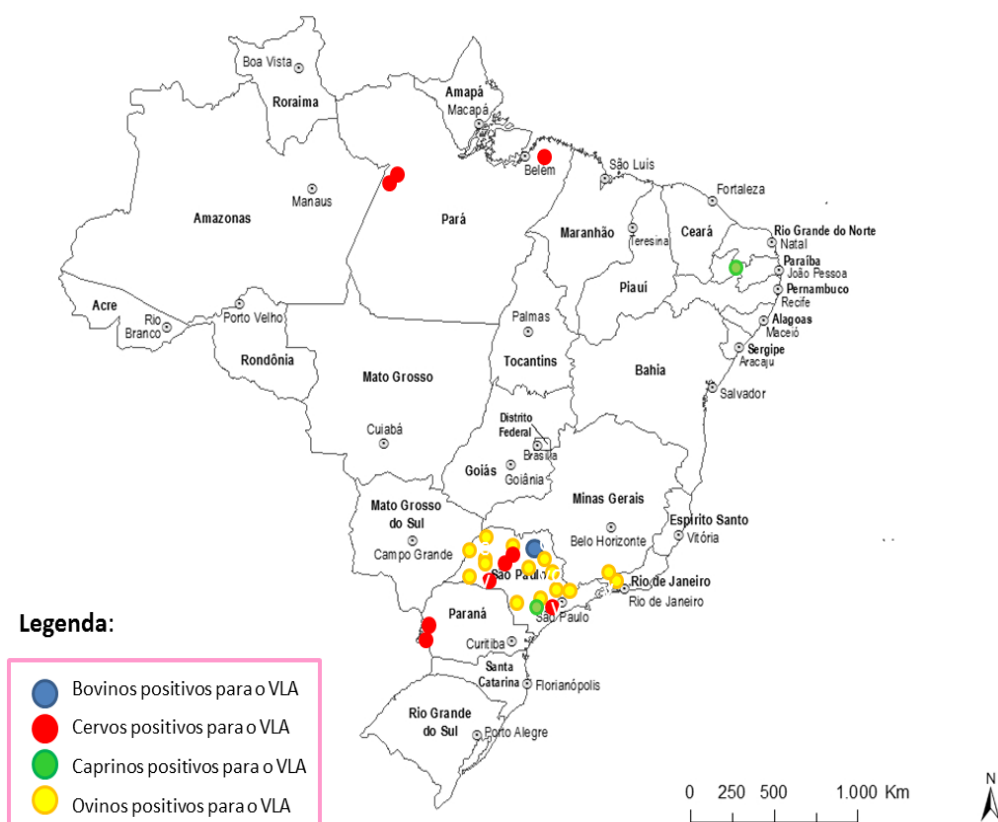 Boa Vista
Roraima
Amapá
Macapá
Belem
São Luís
Fortaleza
Manaus
Amazonas
Pará
Maranhão
Teresina
Ceará
Rio Grande do Norte
Natal
Paraíba
João Pessoa
Piauí
Pernambuco
Recife
Acre
Rio
Branco
Porto Velho
Palmas
Alagoas
Maceió
Rondônia
Tocantins
Sergipe
Aracaju
Mato Grosso
Bahia
Salvador
Cuiabá
Distrito
Federal
Brasília
Goiás
Goiânia
Mato Grosso
do Sul
Minas Gerais
Campo Grande
Belo Horizonte
Espirito Santo
Vitória
São Paulo
Rio de Janeiro
Rio de Janeiro
São Paulo
Paraná
Curitiba
Santa
Catarina
Florianópolis
Rio Grande
do Sul
Porto Alegre
Legenda:
Bovinos positivos para o VLA
Cervos positivos para o VLA
Caprinos positivos para o VLA
Ovinos positivos para o VLA
0 250 500 1.000 Km
N